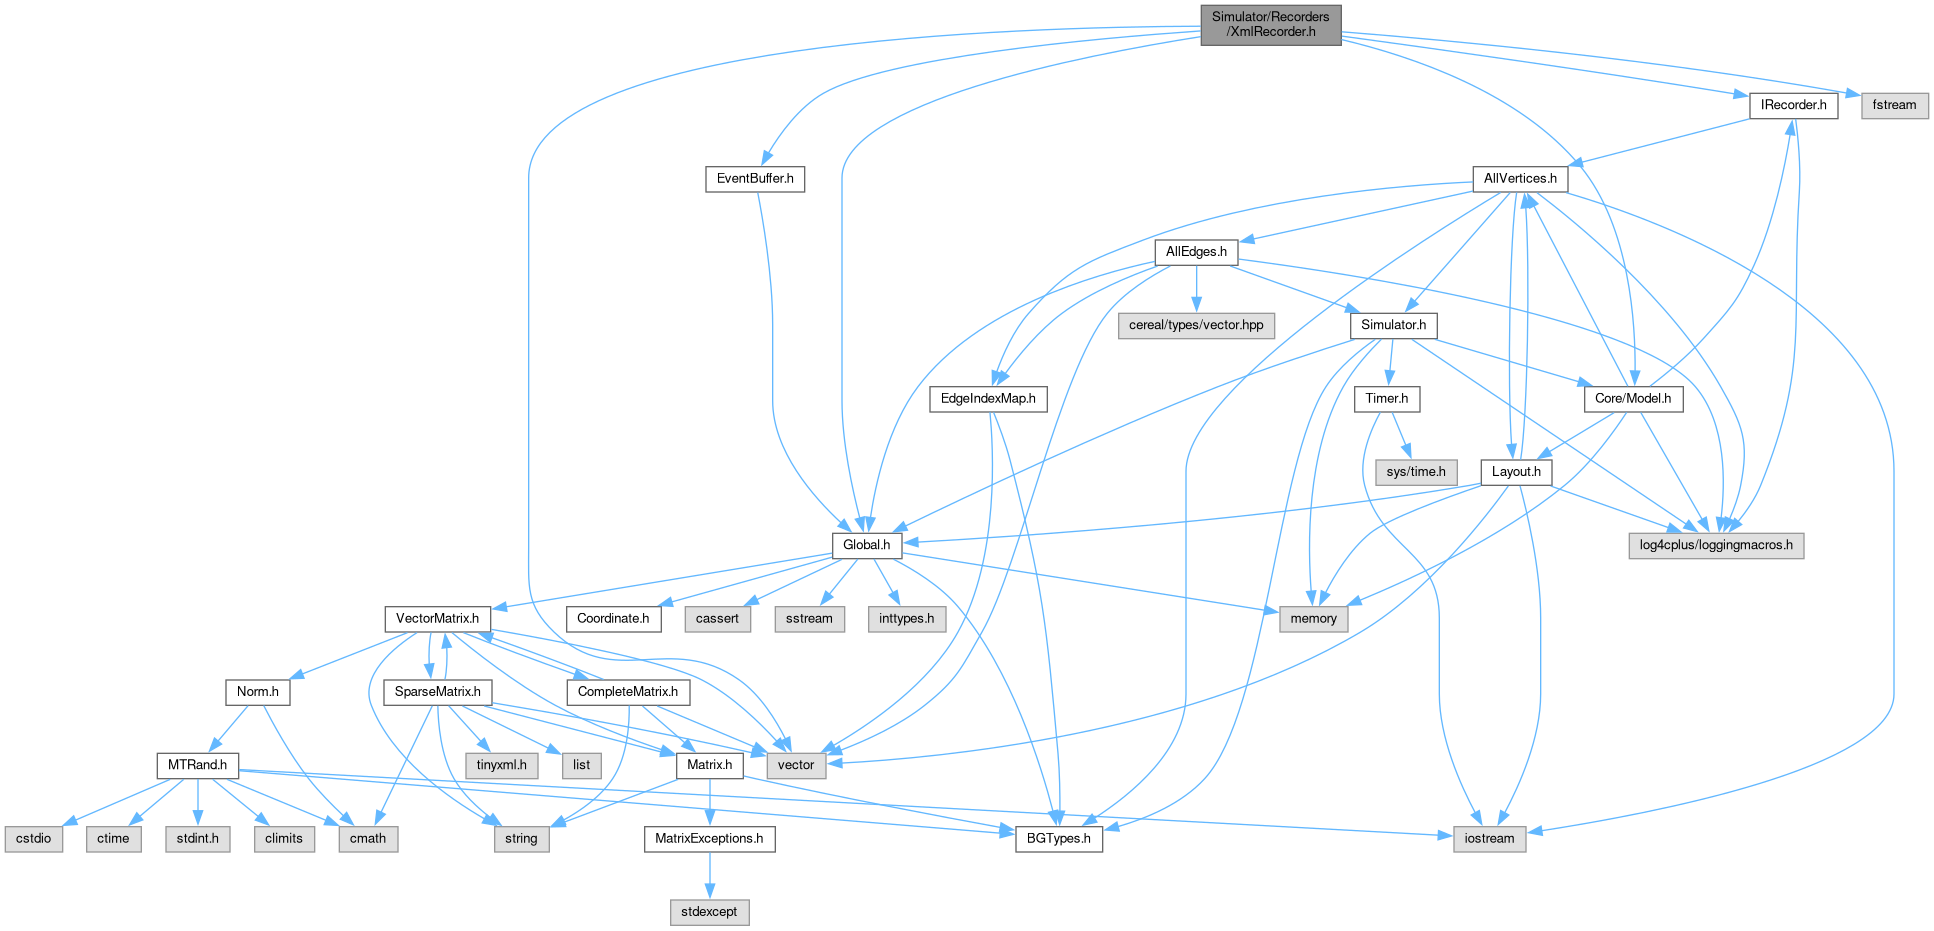 Simulator/Recorders
/XmlRecorder.h
IRecorder.h
fstream
EventBuffer.h
AllVertices.h
AllEdges.h
cereal/types/vector.hpp
Simulator.h
EdgeIndexMap.h
Timer.h
Core/Model.h
sys/time.h
Layout.h
Global.h
log4cplus/loggingmacros.h
VectorMatrix.h
Coordinate.h
cassert
sstream
inttypes.h
memory
Norm.h
SparseMatrix.h
CompleteMatrix.h
MTRand.h
tinyxml.h
list
Matrix.h
vector
cstdio
ctime
stdint.h
climits
cmath
string
MatrixExceptions.h
BGTypes.h
iostream
stdexcept